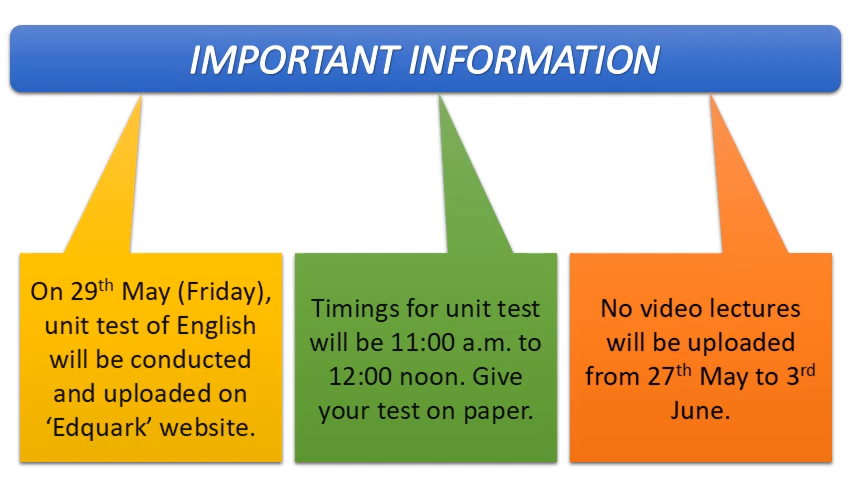 IMPORTANT INFORMATION
On 29th May (Friday),
unit test of English
will be conducted
and uploaded on
‘Edquark’ website.
Timings for unit test
will be 11:00 a.m. to
12:00 noon. Give
your test on paper.
No video lectures
will be uploaded
from 27th May to 3rd
June.